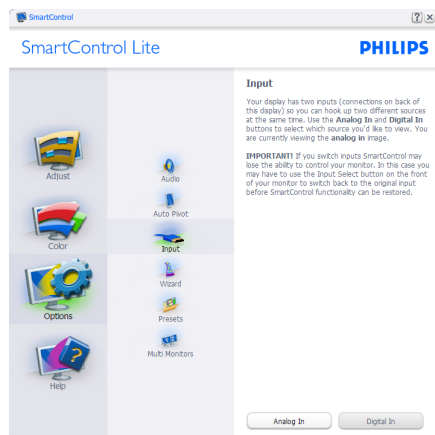 SmartControl
SmartControl Lite
PHILIPS
Adjust
Color
Options
Help
Audio
Auto Pivot
Input
Wizard
Presets
Multi Monitors
Input
Your display has two inputs (connections on back of
this display) so you can hook up two different sources
at the same time. Use the Analog In and Digital In
buttons to select which source you'd like to view. You
are currently viewing the analog in image.
IMPORTANT! If you switch inputs SmartControl may
lose the ability to control your monitor. In this case you
may have to use the Input Select button on the front
of your monitor to switch back to the original input
before SmartControl functionality can be restored.
Analog In
Digital In